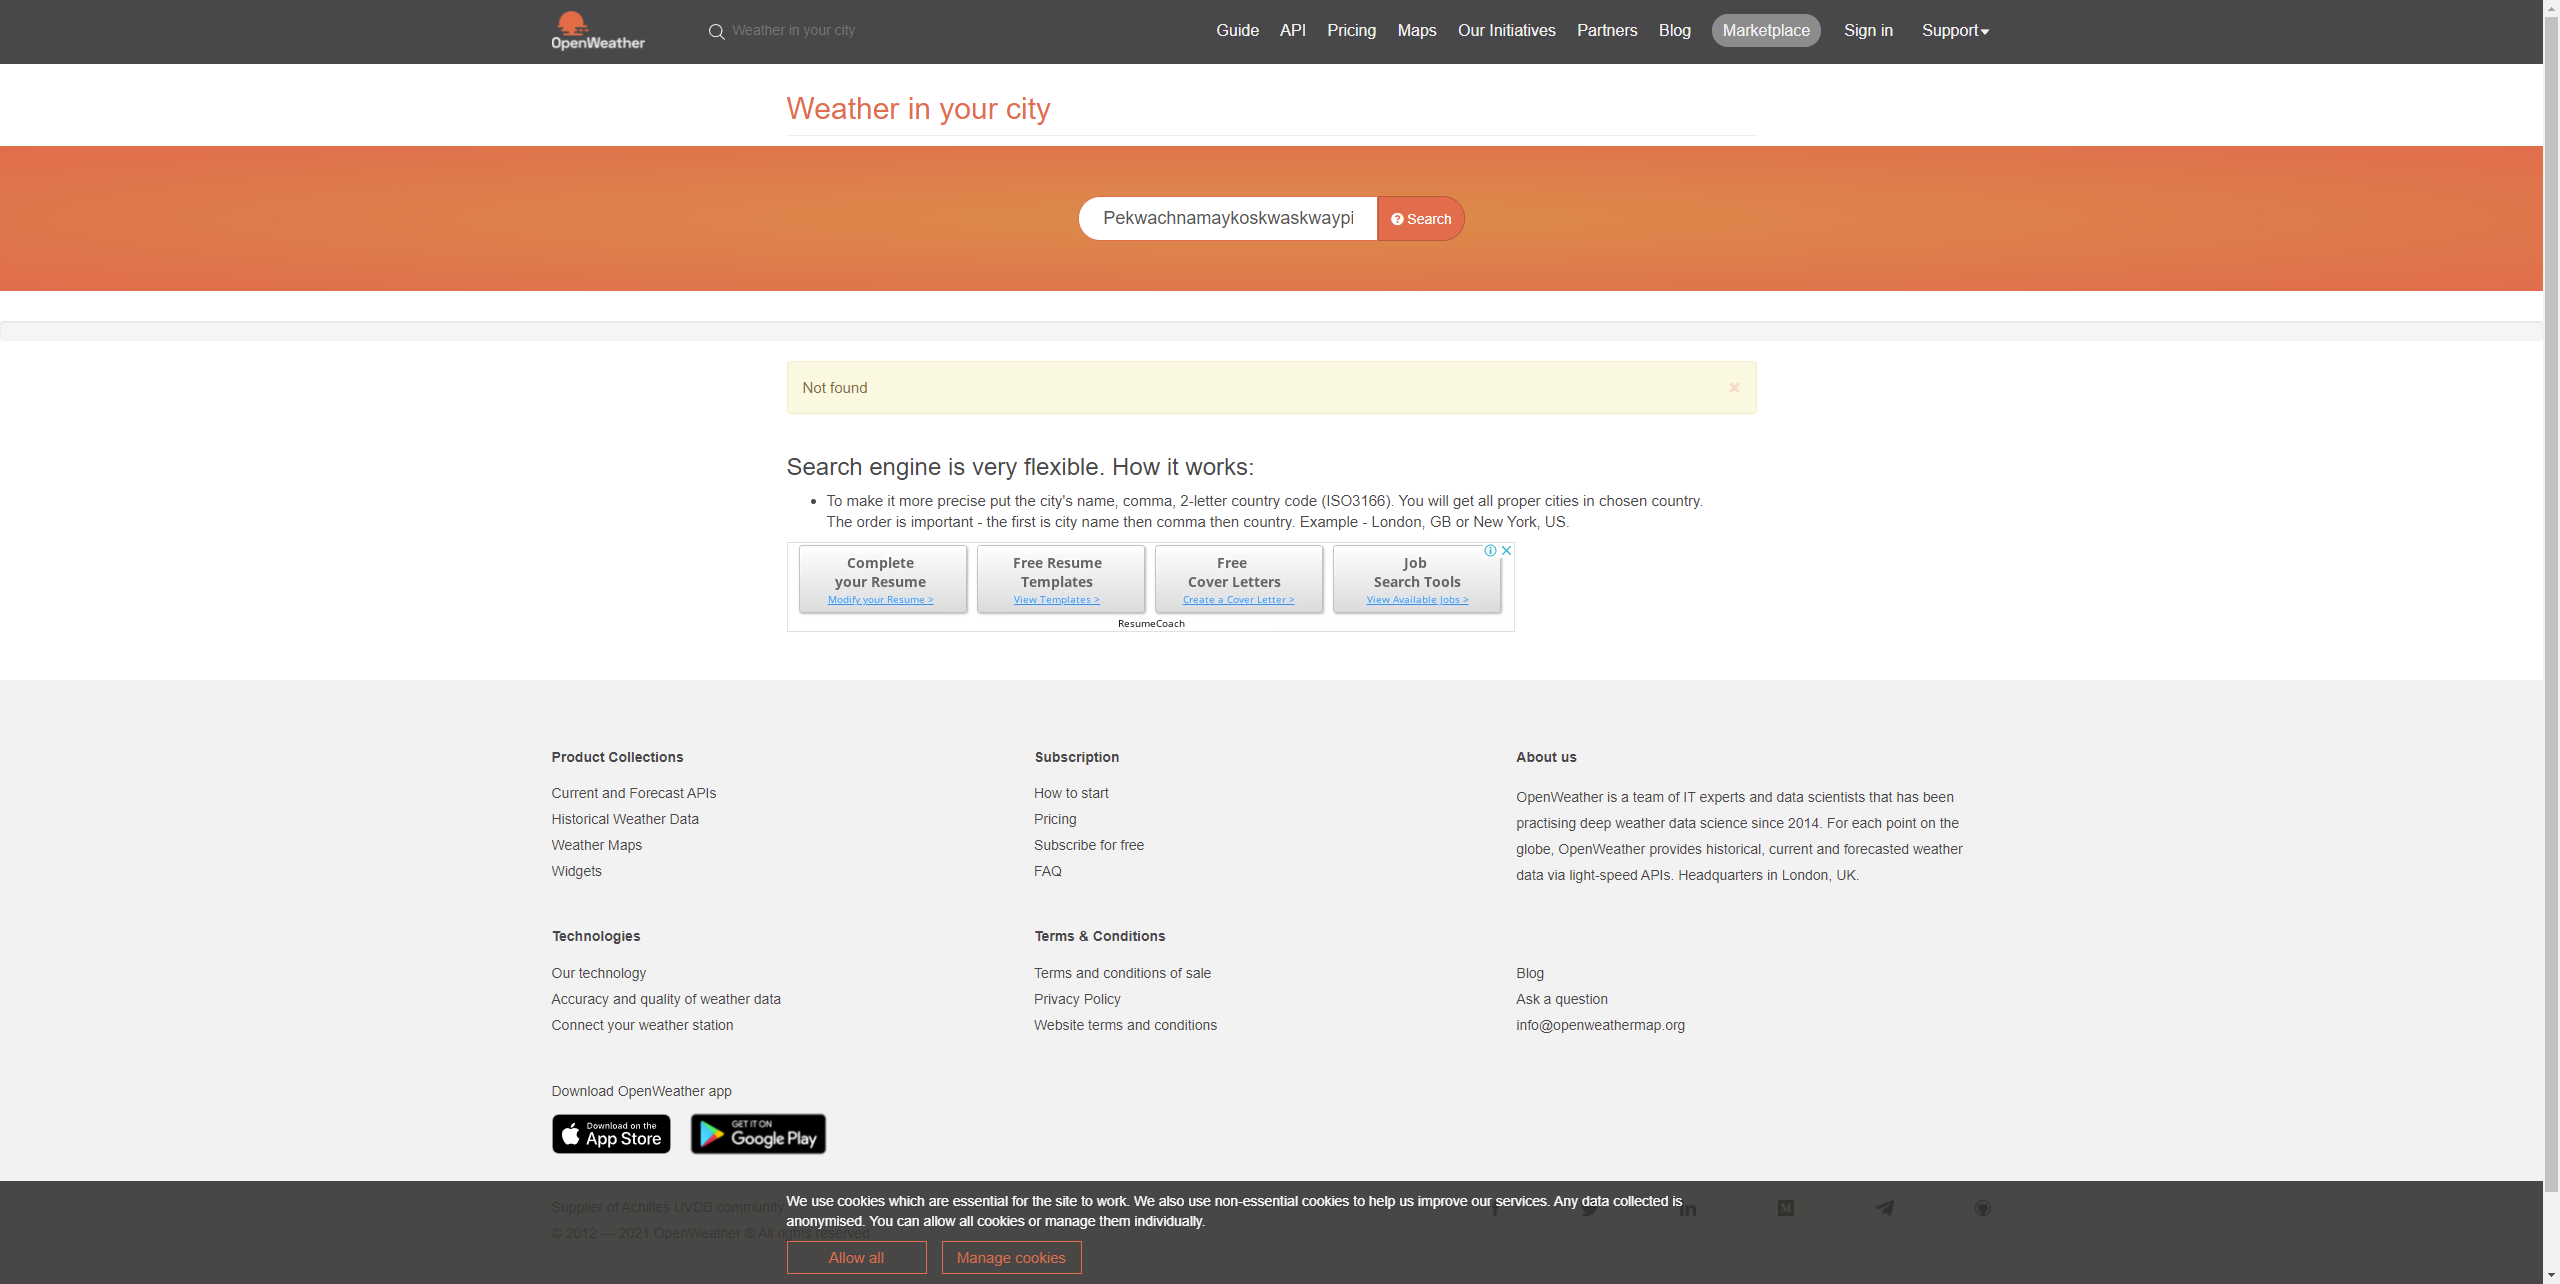 OpenWeather
Weather in your city
Guide API Pricing Maps Our Initiatives Partners Blog Marketplace Sign in Support
Weather in your city
Pekwachnamaykoskwaskwaypi
Search
Not found
Search engine is very flexible. How it works:
To make it more precise put the city's name, comma, 2-letter country code (ISO3166). You will get all proper cities in chosen country.
The order is important - the first is city name then comma then country. Example - London, GB or New York, US.
Complete
your Resume
Modify your Resume >
Free Resume
Templates
View Templates >
Free
Cover Letters
Create a Cover Letter >
Job
Search Tools
View Available Jobs >
ResumeCoach
Product Collections
Current and Forecast APIs
Historical Weather Data
Weather Maps
Widgets
Subscription
How to start
Pricing
Subscribe for free
FAQ
About us
OpenWeather is a team of IT experts and data scientists that has been
practising deep weather data science since 2014. For each point on the
globe, OpenWeather provides historical, current and forecasted weather
data via light-speed APIs. Headquarters in London, UK.
Technologies
Our technology
Accuracy and quality of weather data
Connect your weather station
Terms & Conditions
Terms and conditions of sale
Privacy Policy
Website terms and conditions
Blog
Ask a question
info@openweathermap.org
Download OpenWeather app
Download on the
App Store
GET IT ON
Google Play
Supplier of Achilles UVDB community
© 2012 — 2021 OpenWeather ® All rights reserved
We use cookies which are essential for the site to work. We also use non-essential cookies to help us improve our services. Any data collected is
anonymised. You can allow all cookies or manage them individually.
Allow all
Manage cookies